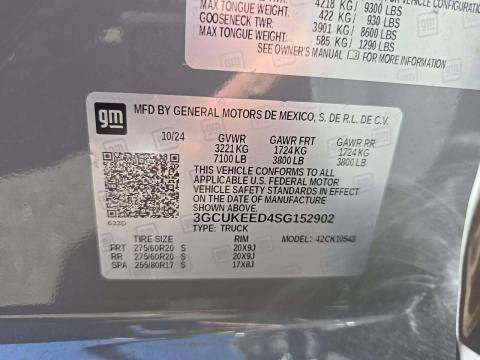 MAX TONGUE WEIGHT: 4218 KG/ 9300 LBS
422 KG/ 930 LBS
GOOSENECK TWR: 3901 KG/ 8600 LBS
MAX TONGUE WEIGHT: 585 KG/ 1290 LBS
SEE OWNER'S MANUAL FOR MORE INFORMATION
gm
MFD BY GENERAL MOTORS DE MEXICO, S. DE R.L. DE C.V.
10/24 GVWR GAWR FRT GAWR RR
3221 KG 1724 KG 1724 KG
7100 LB 3800 LB 3800 LB
THIS VEHICLE CONFORMS TO ALL
APPLICABLE U.S. FEDERAL MOTOR
VEHICLE SAFETY STANDARDS IN EFFECT
ON THE DATE OF MANUFACTURE
SHOWN ABOVE.
3GCUKEED4SG152902
TYPE: TRUCK MODEL: 42CK10543
TIRE SIZE RIM
FRT 275/60R20 S 20X9J
RR 275/60R20 S 20X9J
SPA 265/80R17 S 17X8J